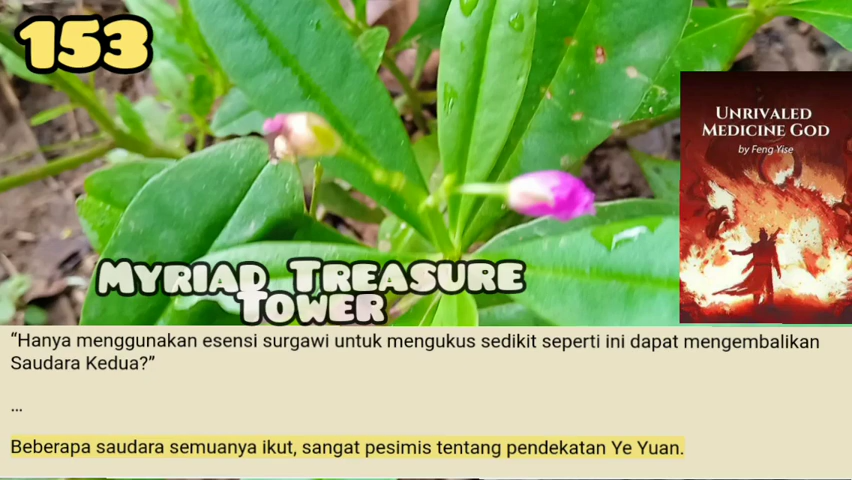 153
UNRIVALED
MEDICINE GOD
by Feng Yise
MYRIAD TREASURE
TOWER
“Hanya menggunakan esensi surgawi untuk mengukus sedikit seperti ini dapat mengembalikan
Saudara Kedua?”
...
Beberapa saudara semuanya ikut, sangat pesimis tentang pendekatan Ye Yuan.